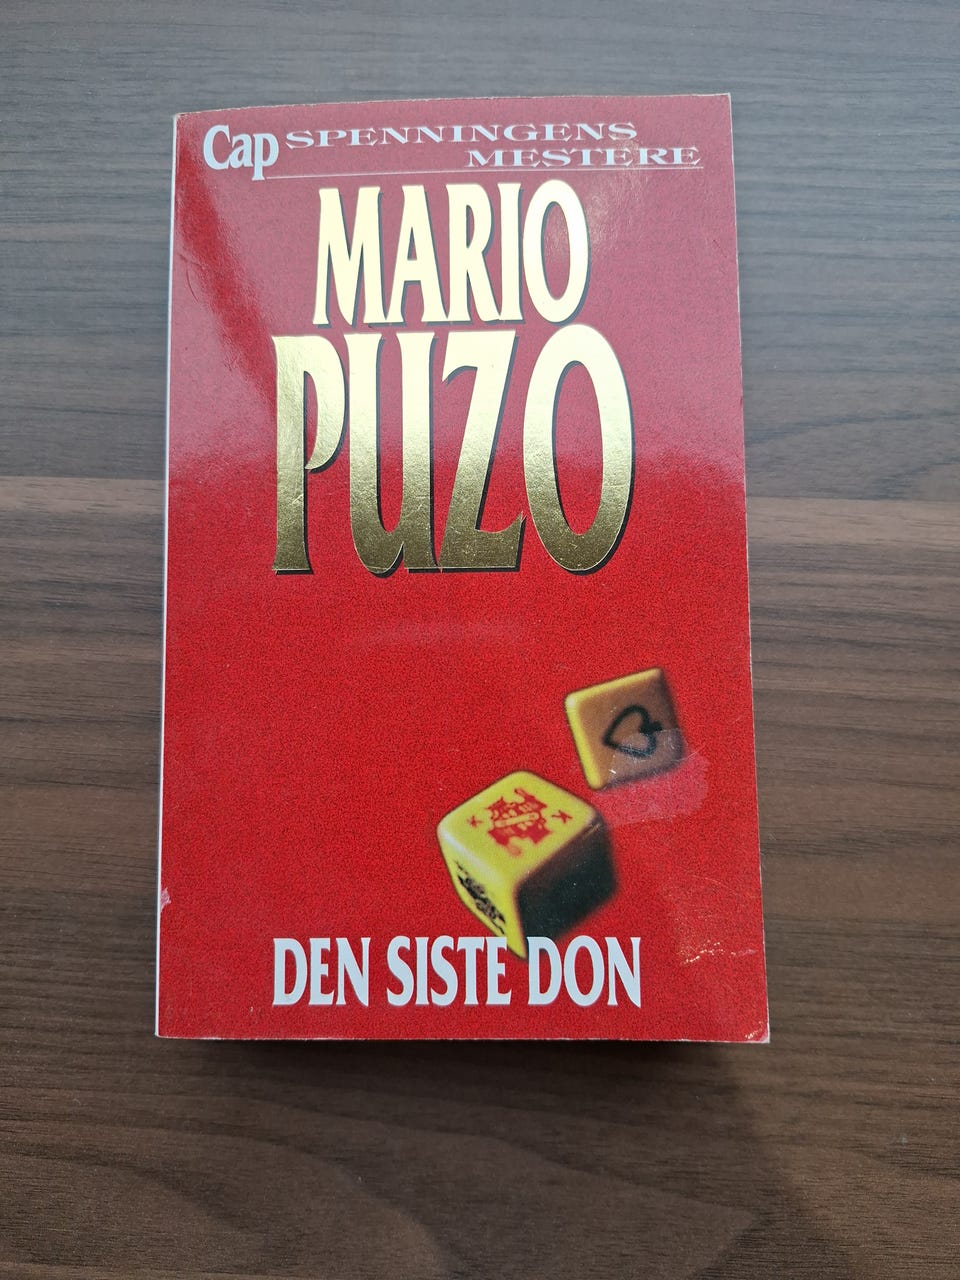 Cap SPENNINGENS
MESTERE
MARIO
PUZO
K K
DEN SISTE DON